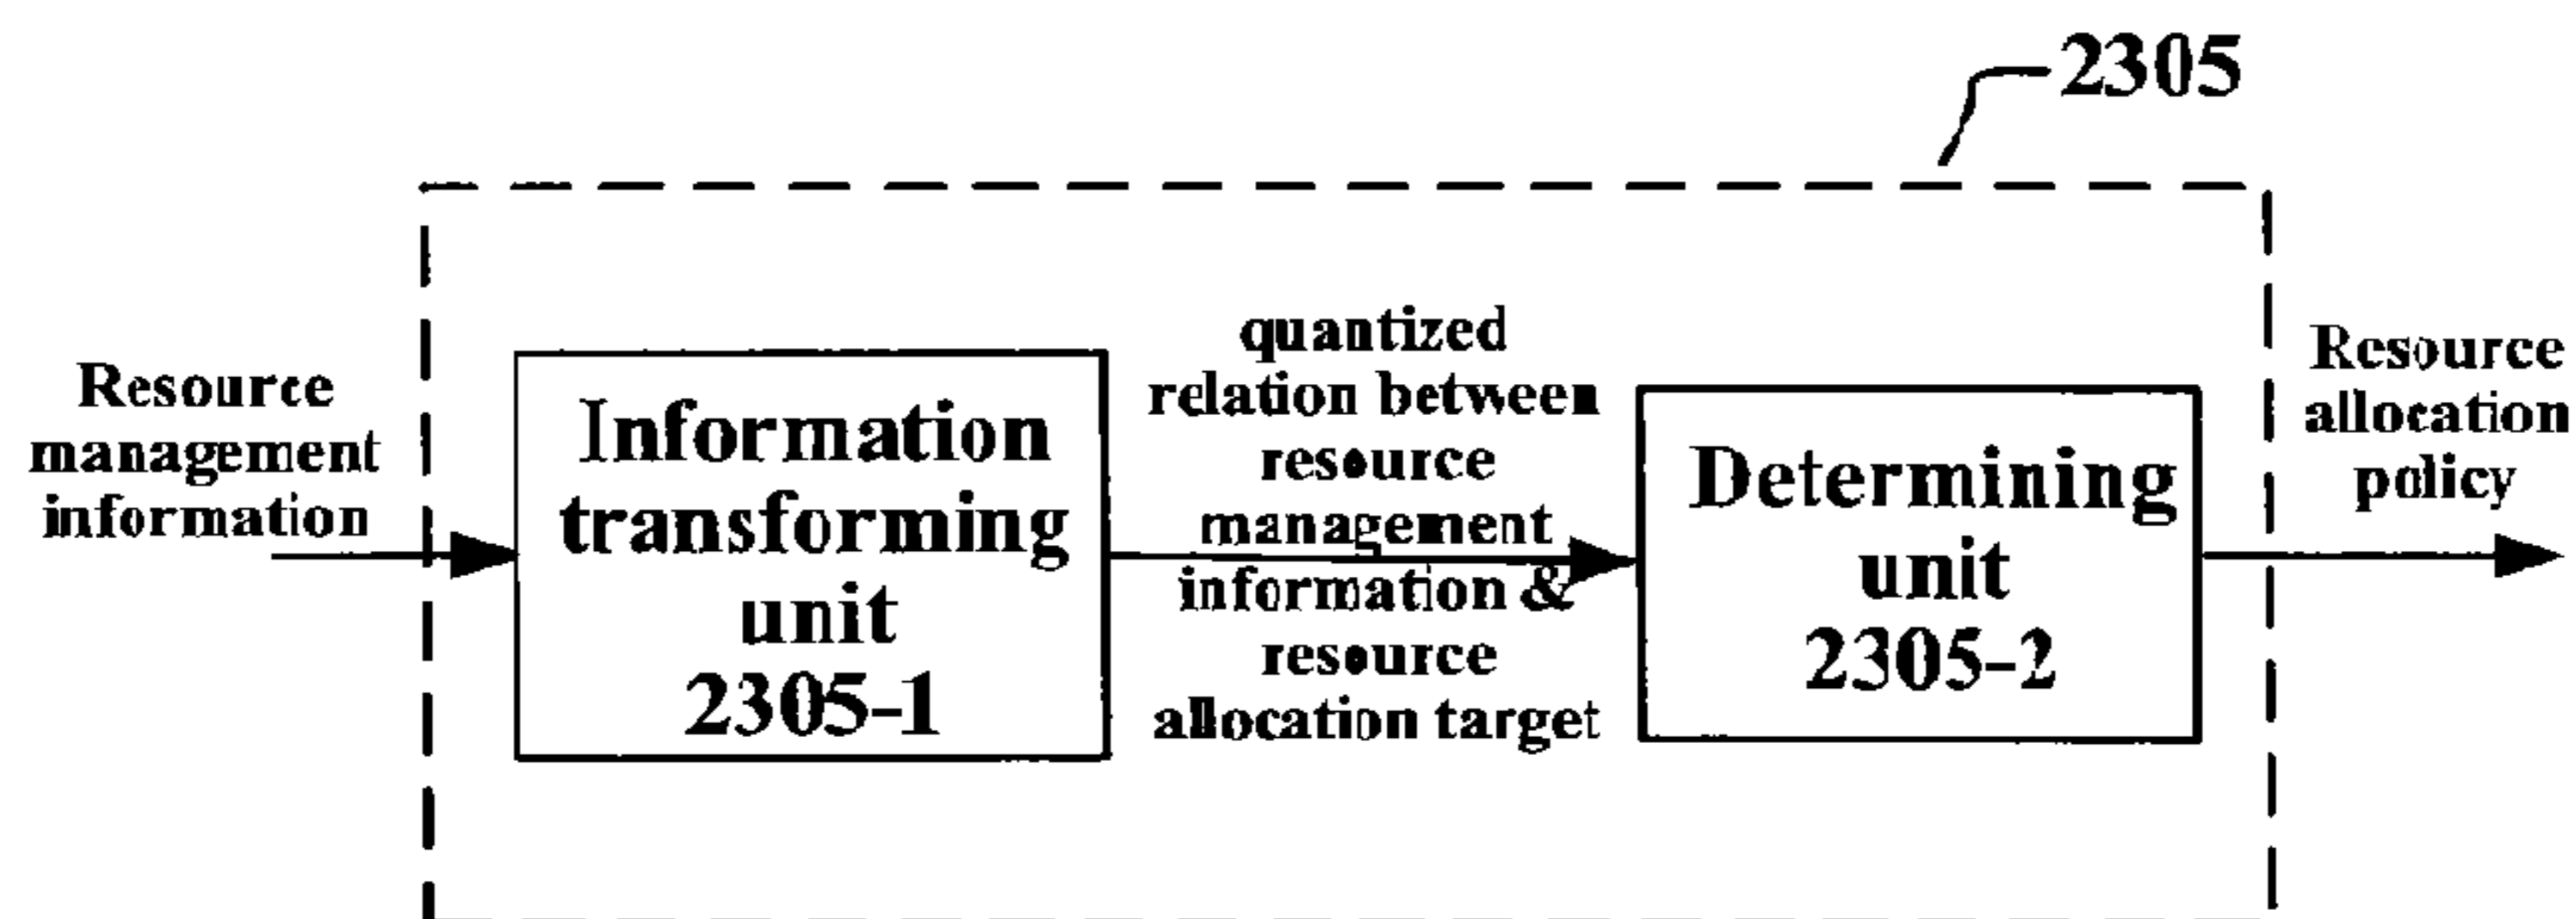 2305
Resource
management
information
Information
transforming
unit
2305-1
quantized
relation between
resource
management
information &
resource
allocation target
Determining
unit
2305-2
Resource
allocation
policy